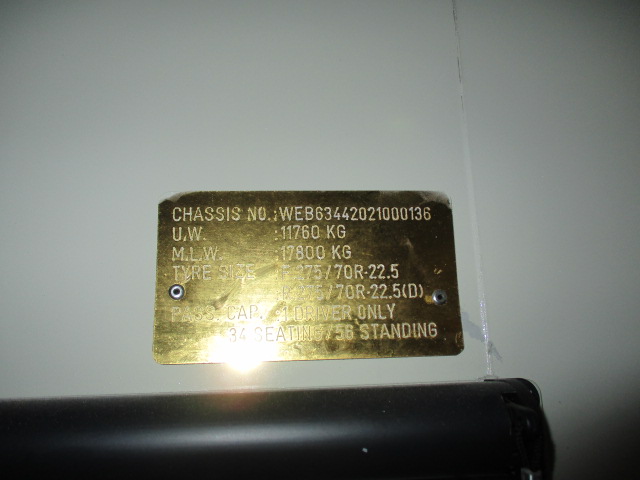 CHASSIS NO.:WEB63442021000136
U.W. :11760 KG
M.L.W. :17800 KG
TYRE SIZE :F-275/70R-22.5
R-275/70R-22.5(D)
PASS. CAP. :1 DRIVER ONLY
34 SEATING/56 STANDING